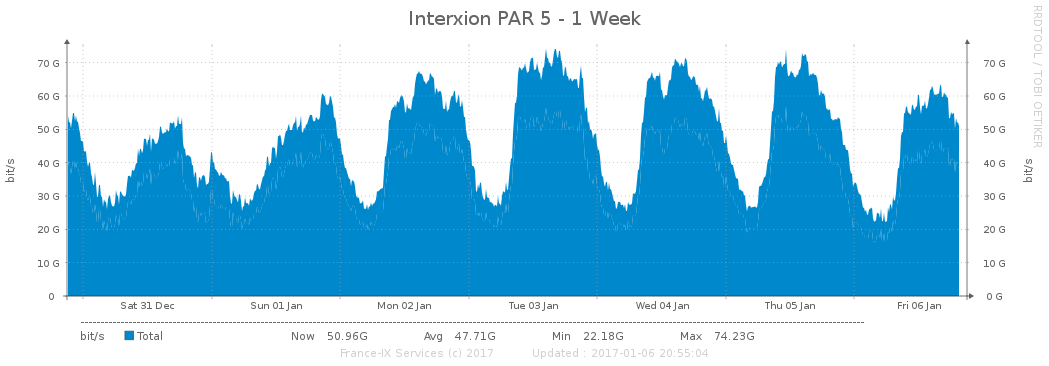 Interxion PAR 5 - 1 Week
RRDTOOL / TOBI OETIKER
bit/s
70 G
60 G
50 G
40 G
30 G
20 G
10 G
0
70 G
60 G
50 G
40 G
30 G
20 G
10 G
0 G
bit/s
Sat 31 Dec Sun 01 Jan Mon 02 Jan Tue 03 Jan Wed 04 Jan Thu 05 Jan Fri 06 Jan
bit/s Total Now 50.96G Avg 47.71G Min 22.18G Max 74.23G
France-IX Services (c) 2017 Updated : 2017-01-06 20:55:04